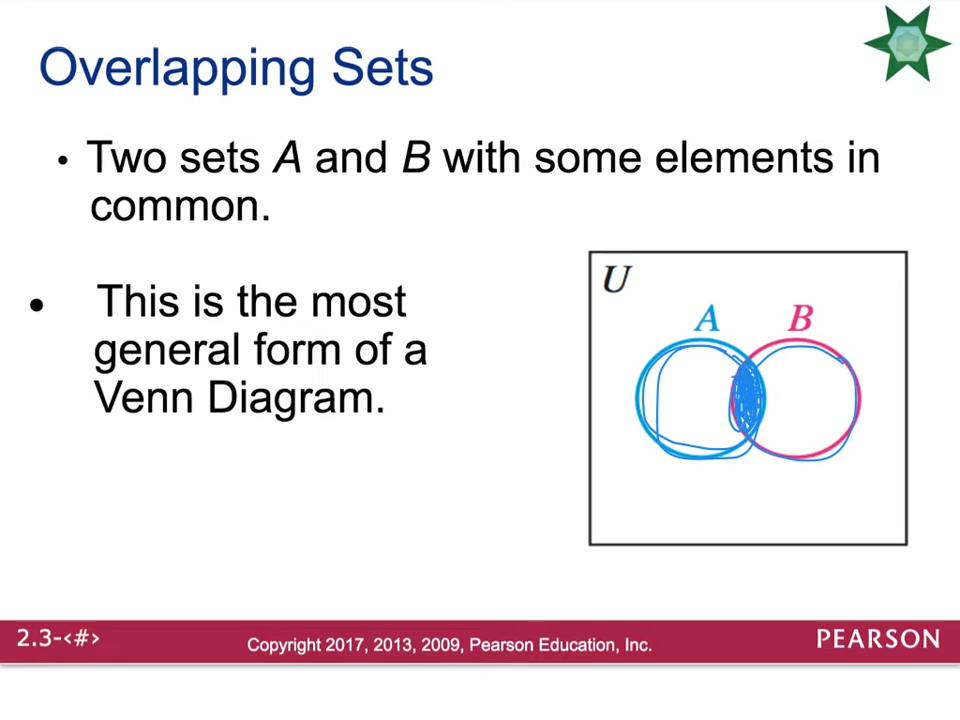 Overlapping Sets
• Two sets A and B with some elements in
common.
• This is the most
general form of a
Venn Diagram.
U
A B
2.3-<#>
Copyright 2017, 2013, 2009, Pearson Education, Inc.
PEARSON